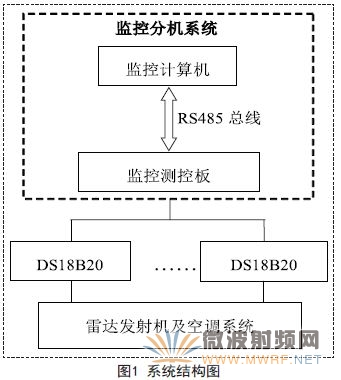 监控分机系统
监控计算机
RS485 总线
监控测控板
DS18B20
......
DS18B20
雷达发射机及空调系统
微波射频网
WWW.MWRF.NET
图1 系统结构图